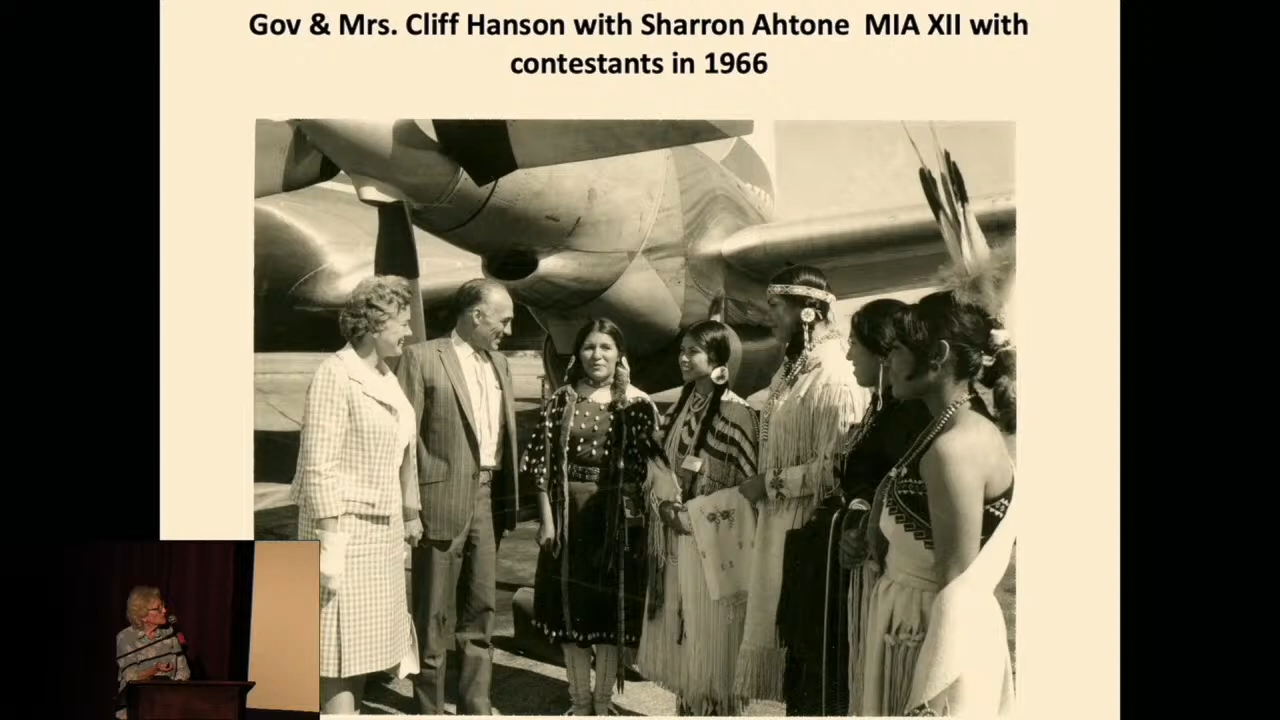 Gov & Mrs. Cliff Hanson with Sharron Ahtone MIA XII with
contestants in 1966